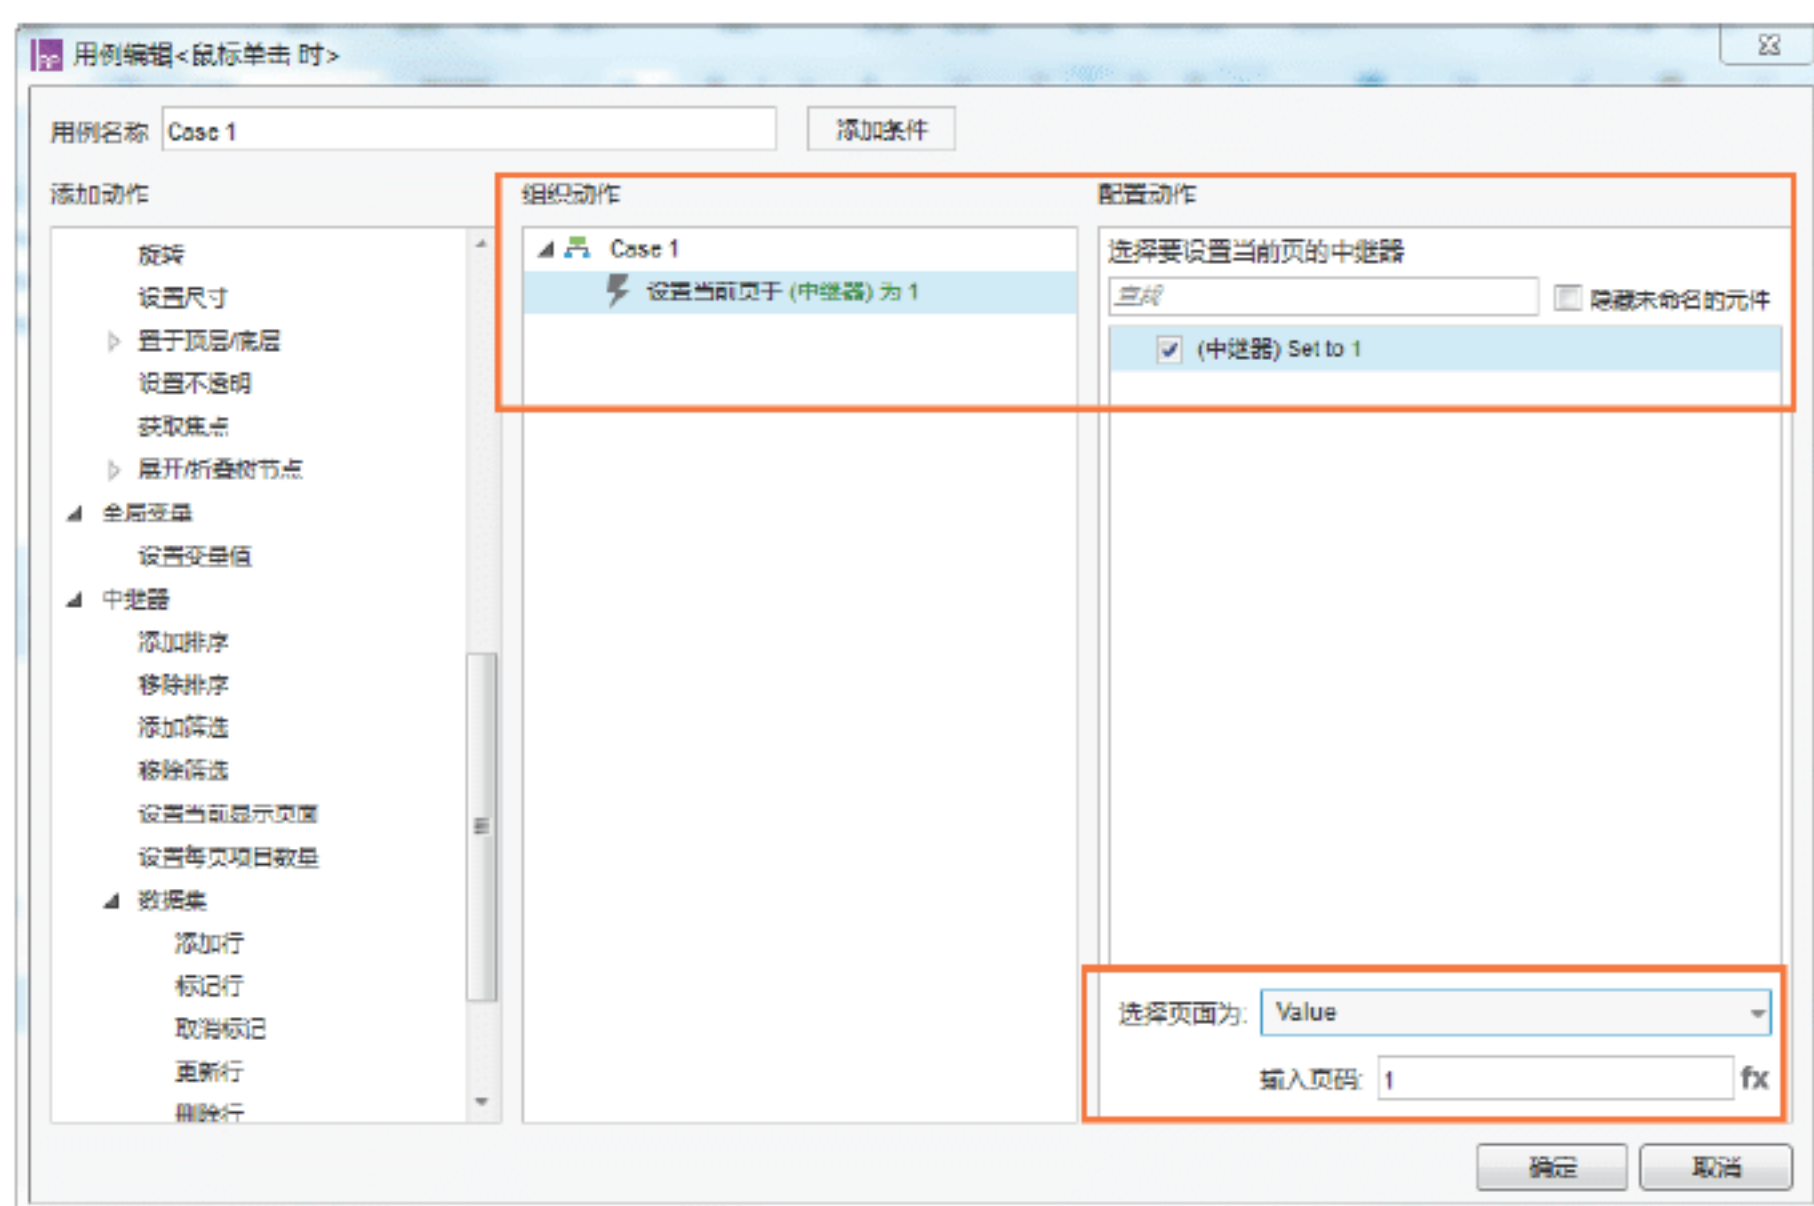 用例编辑<鼠标单击 时>
用例名称 Case 1 添加条件
添加动作
旋转
设置尺寸
置于顶层/底层
设置不透明
获取焦点
展开/折叠树节点
全局变量
设置变量值
中继器
添加排序
移除排序
添加筛选
移除筛选
设置当前显示页面
设置每页项目数量
数据集
添加行
标记行
取消标记
更新行
删除行
组织动作
Case 1
设置当前页于 (中继器) 为 1
配置动作
选择要设置当前页的中继器
查找 隐藏未命名的元件
(中继器) Set to 1
选择页面为: Value
输入页码: 1 fx
确定 取消